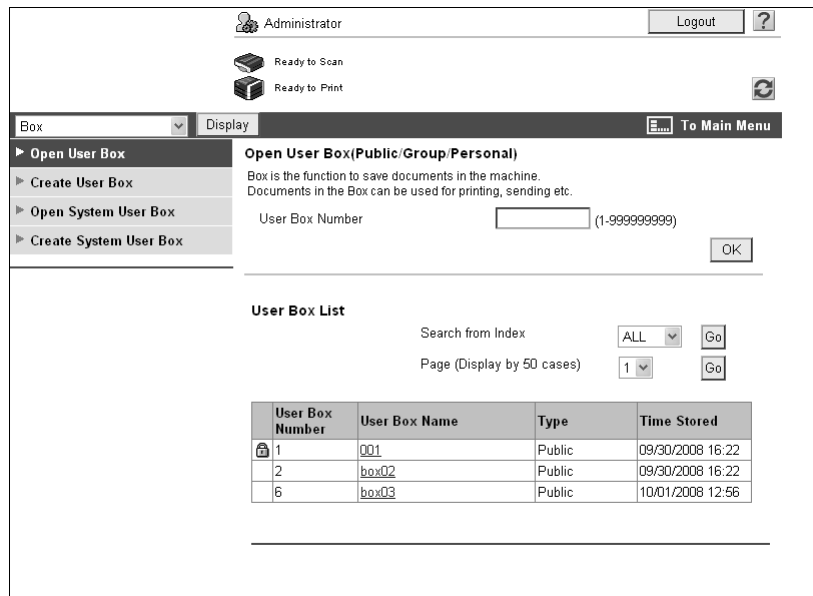 Administrator
Logout
?
Ready to Scan
Ready to Print
Box
Display
To Main Menu
Open User Box
Create User Box
Open System User Box
Create System User Box
Open User Box(Public/Group/Personal)
Box is the function to save documents in the machine.
Documents in the Box can be used for printing, sending etc.
User Box Number (1-999999999)
OK
User Box List
Search from Index ALL Go
Page (Display by 50 cases) 1 Go
User Box Number User Box Name Type Time Stored
1 001 Public 09/30/2008 16:22
2 box02 Public 09/30/2008 16:22
6 box03 Public 10/01/2008 12:56